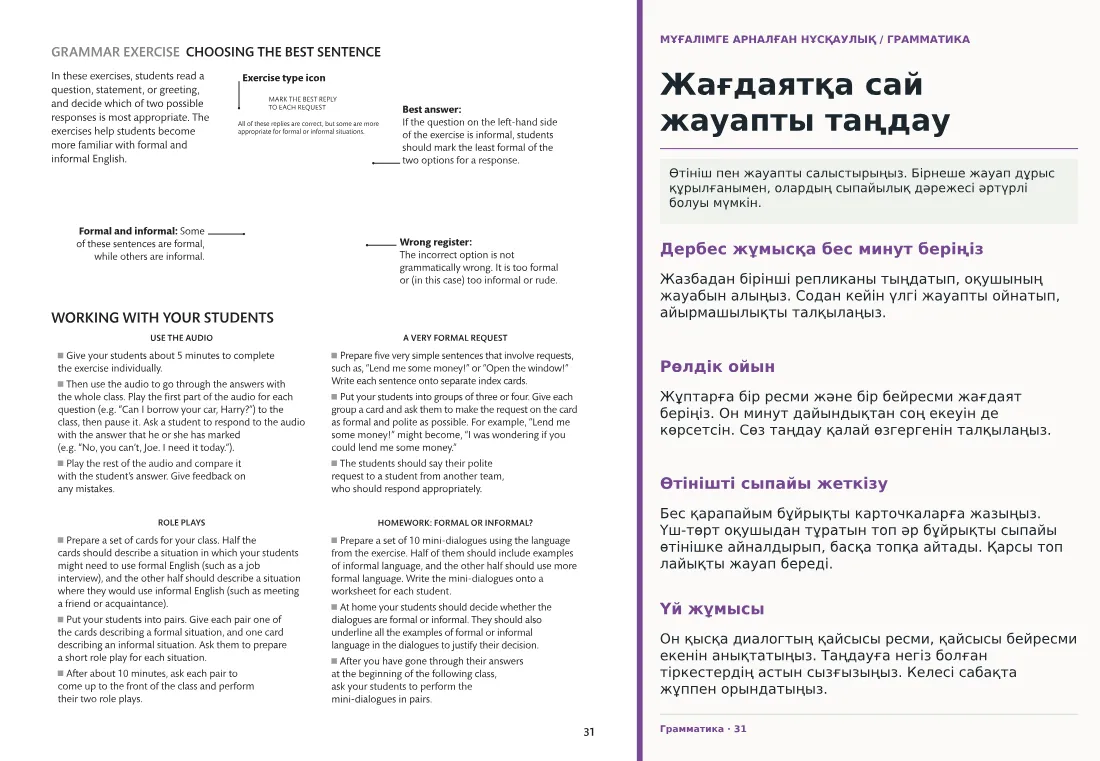 GRAMMAR EXERCISE CHOOSING THE BEST SENTENCE
In these exercises, students read a
question, statement, or greeting,
and decide which of two possible
responses is most appropriate. The
exercises help students become
more familiar with formal and
informal English.
Exercise type icon
MARK THE BEST REPLY
TO EACH REQUEST
All of these replies are correct, but some are more
appropriate for formal or informal situations.
Best answer:
If the question on the left-hand side
of the exercise is informal, students
should mark the least formal of the
two options for a response.
Formal and informal: Some
of these sentences are formal,
while others are informal.
Wrong register:
The incorrect option is not
grammatically wrong. It is too formal
or (in this case) too informal or rude.
WORKING WITH YOUR STUDENTS
USE THE AUDIO
■ Give your students about 5 minutes to complete
the exercise individually.
■ Then use the audio to go through the answers with
the whole class. Play the first part of the audio for each
question (e.g. “Can I borrow your car, Harry?”) to the
class, then pause it. Ask a student to respond to the audio
with the answer that he or she has marked
(e.g. “No, you can’t, Joe. I need it today.”).
■ Play the rest of the audio and compare it
with the student’s answer. Give feedback on
any mistakes.
A VERY FORMAL REQUEST
■ Prepare five very simple sentences that involve requests,
such as, “Lend me some money!” or “Open the window!”
Write each sentence onto separate index cards.
■ Put your students into groups of three or four. Give each
group a card and ask them to make the request on the card
as formal and polite as possible. For example, “Lend me
some money!” might become, “I was wondering if you
could lend me some money.”
■ The students should say their polite
request to a student from another team,
who should respond appropriately.
ROLE PLAYS
■ Prepare a set of cards for your class. Half the
cards should describe a situation in which your students
might need to use formal English (such as a job
interview), and the other half should describe a situation
where they would use informal English (such as meeting
a friend or acquaintance).
■ Put your students into pairs. Give each pair one of
the cards describing a formal situation, and one card
describing an informal situation. Ask them to prepare
a short role play for each situation.
■ After about 10 minutes, ask each pair to
come up to the front of the class and perform
their two role plays.
HOMEWORK: FORMAL OR INFORMAL?
■ Prepare a set of 10 mini-dialogues using the language
from the exercise. Half of them should include examples
of informal language, and the other half should use more
formal language. Write the mini-dialogues onto a
worksheet for each student.
■ At home your students should decide whether the
dialogues are formal or informal. They should also
underline all the examples of formal or informal
language in the dialogues to justify their decision.
■ After you have gone through their answers
at the beginning of the following class,
ask your students to perform the
mini-dialogues in pairs.
31
МҰҒАЛІМГЕ АРНАЛҒАН НҰСҚАУЛЫҚ / ГРАММАТИКА
Жағдаятқа сай
жауапты таңдау
Өтініш пен жауапты салыстырыңыз. Бірнеше жауап дұрыс
құрылғанымен, олардың сыпайылық дәрежесі әртүрлі
болуы мүмкін.
Дербес жұмысқа бес минут беріңіз
Жазбадан бірінші репликаны тыңдатып, оқушының
жауабын алыңыз. Содан кейін үлгі жауапты ойнатып,
айырмашылықты талқылаңыз.
Рөлдік ойын
Жұптарға бір ресми және бір бейресми жағдаят
беріңіз. Он минут дайындықтан соң екеуін де
көрсетсін. Сөз таңдау қалай өзгергенін талқылаңыз.
Өтінішті сыпайы жеткізу
Бес қарапайым бұйрықты карточкаларға жазыңыз.
Үш-төрт оқушыдан тұратын топ әр бұйрықты сыпайы
өтінішке айналдырып, басқа топқа айтады. Қарсы топ
лайықты жауап береді.
Үй жұмысы
Он қысқа диалогтың қайсысы ресми, қайсысы бейресми
екенін анықтатыңыз. Таңдауға негіз болған
тіркестердің астын сызғызыңыз. Келесі сабақта
жұппен орындатыңыз.
Грамматика · 31